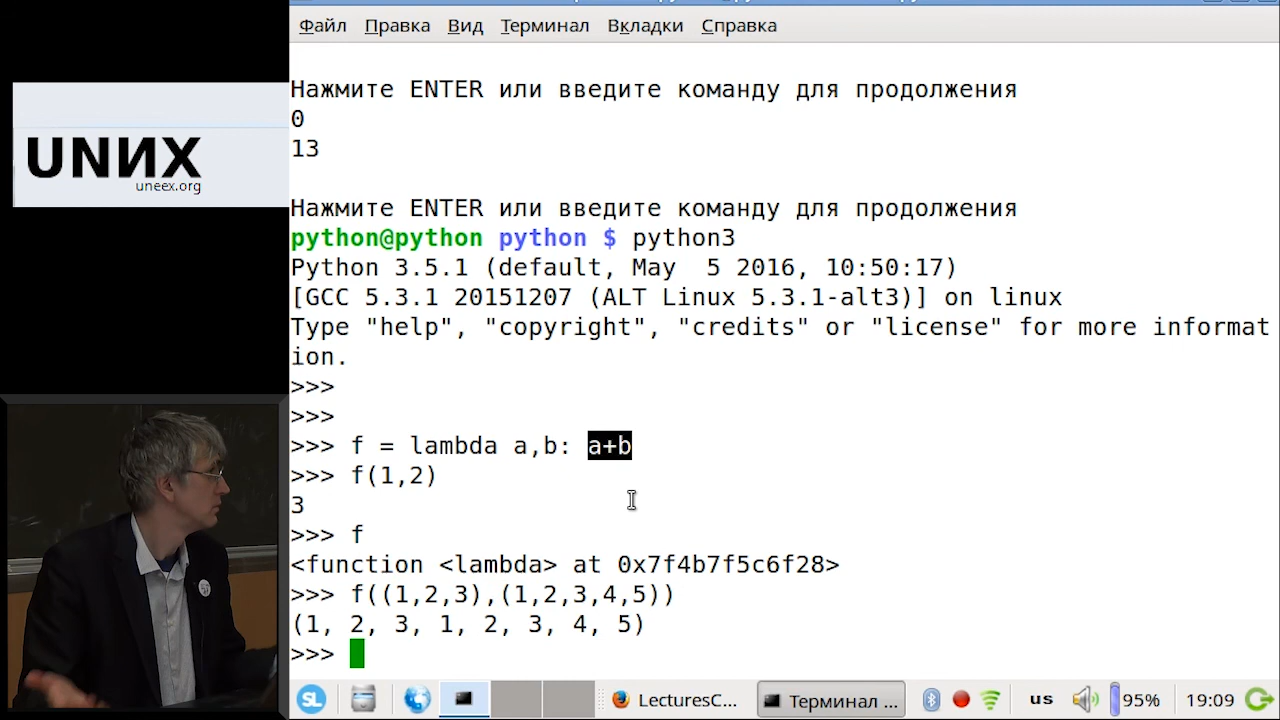 Файл Правка Вид Терминал Вкладки Справка
Нажмите ENTER или введите команду для продолжения
0
13
UNИX
uneex.org
Нажмите ENTER или введите команду для продолжения
python@python python $ python3
Python 3.5.1 (default, May  5 2016, 10:50:17)
[GCC 5.3.1 20151207 (ALT Linux 5.3.1-alt3)] on linux
Type "help", "copyright", "credits" or "license" for more informat
ion.
>>>
>>>
>>> f = lambda a,b: a+b
>>> f(1,2)
3
>>> f
<function <lambda> at 0x7f4b7f5c6f28>
>>> f((1,2,3),(1,2,3,4,5))
(1, 2, 3, 1, 2, 3, 4, 5)
>>>
SL LecturesC... Терминал ... us 95% 19:09